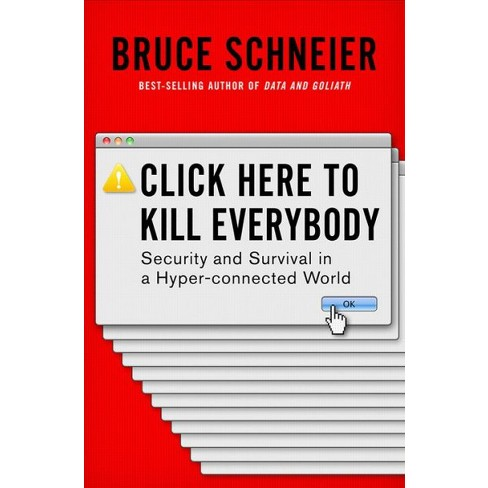 BRUCE SCHNEIER
BEST-SELLING AUTHOR OF DATA AND GOLIATH
!
CLICK HERE TO
KILL EVERYBODY
Security and Survival in
a Hyper-connected World
OK